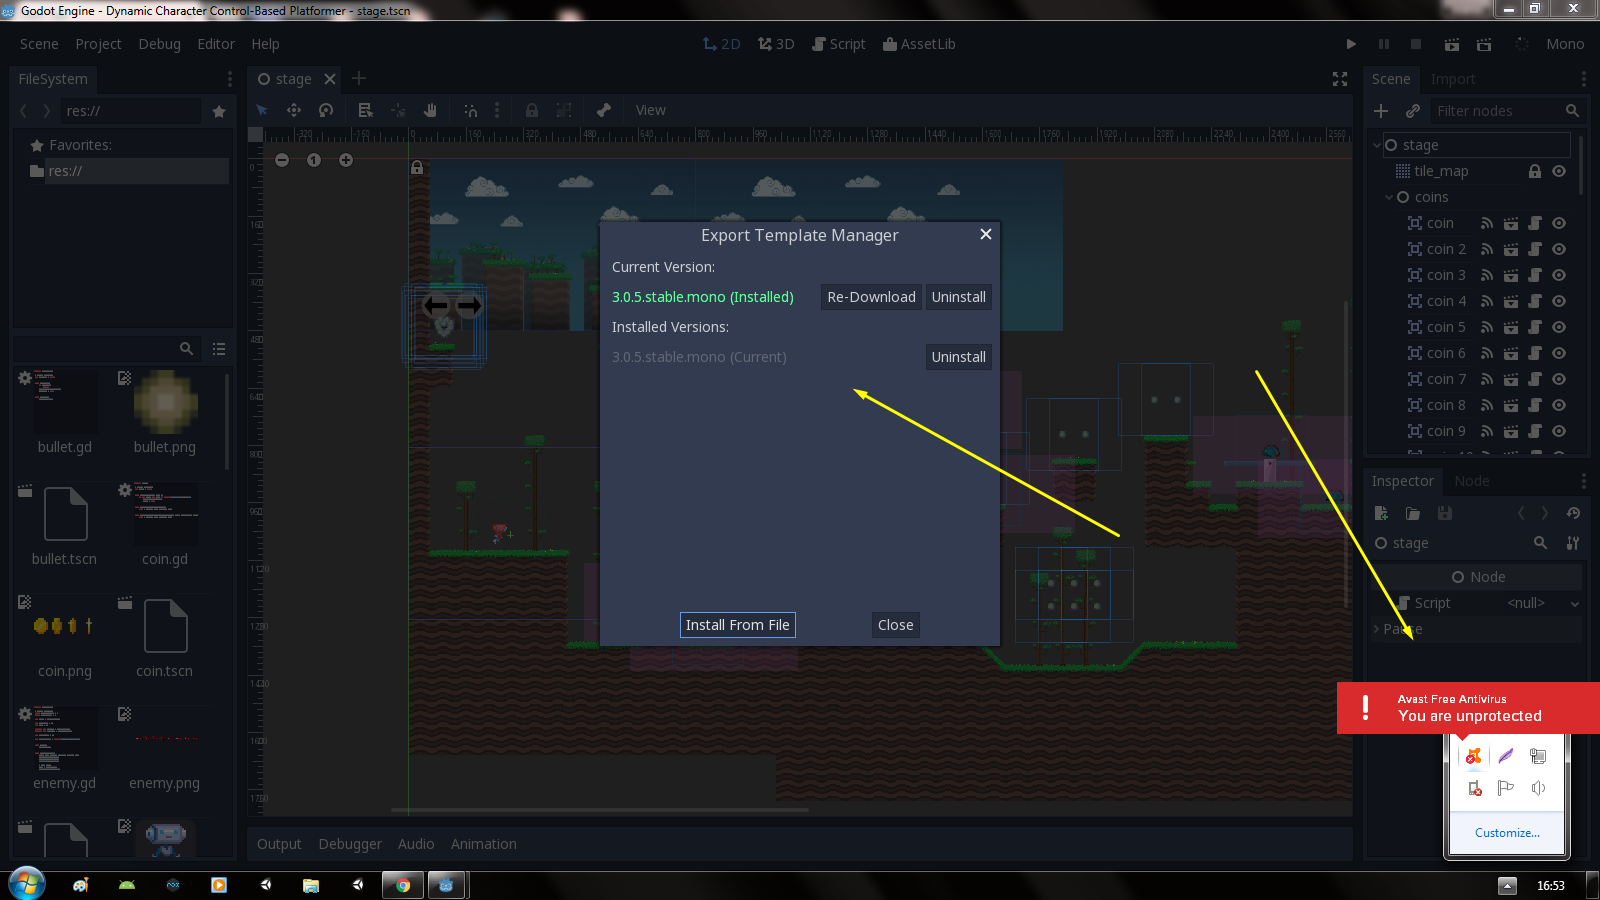 Godot Engine - Dynamic Character Control-Based Platformer - stage.tscn
Scene Project Debug Editor Help
2D 3D Script AssetLib
Mono
FileSystem
stage
Scene Import
res://
View
Filter nodes
Favorites:
res://
stage
tile_map
coins
coin
coin 2
coin 3
coin 4
coin 5
coin 6
coin 7
coin 8
coin 9
Export Template Manager
Current Version:
3.0.5.stable.mono (Installed) Re-Download Uninstall
Installed Versions:
3.0.5.stable.mono (Current) Uninstall
Install From File Close
bullet.gd bullet.png
bullet.tscn coin.gd
coin.png coin.tscn
enemy.gd enemy.png
Inspector Node
stage
Node
Script <null>
Avast Free Antivirus
You are unprotected
Customize...
Output Debugger Audio Animation
16:53